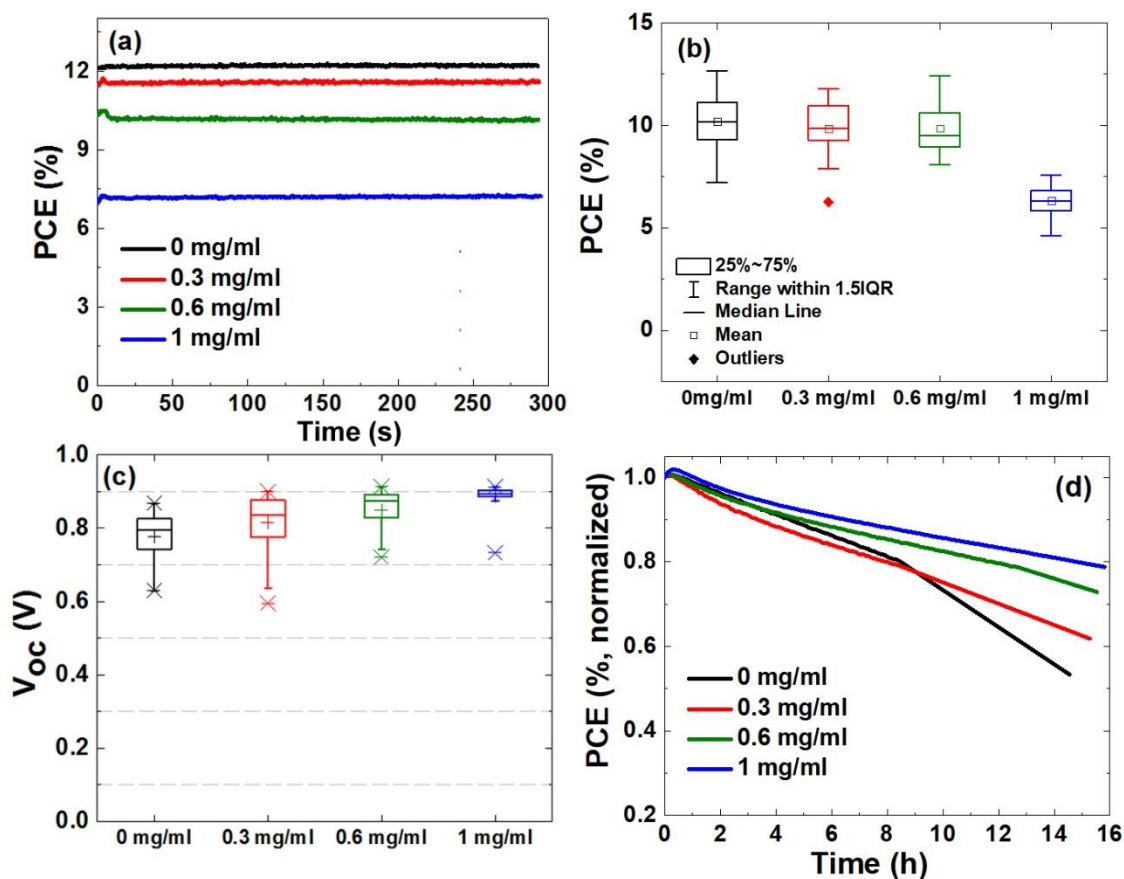 (a)
PCE (%)
12
9
6
3
0
0 50 100 150 200 250 300
Time (s)
0 mg/ml
0.3 mg/ml
0.6 mg/ml
1 mg/ml
(b)
PCE (%)
15
10
5
0
25%~75%
Range within 1.5IQR
Median Line
Mean
Outliers
0mg/ml 0.3 mg/ml 0.6 mg/ml 1 mg/ml
(c)
Voc (V)
1.0
0.8
0.6
0.4
0.2
0.0
0 mg/ml 0.3 mg/ml 0.6 mg/ml 1 mg/ml
(d)
PCE (%, normalized)
1.0
0.8
0.6
0.4
0.2
0 2 4 6 8 10 12 14 16
Time (h)
0 mg/ml
0.3 mg/ml
0.6 mg/ml
1 mg/ml